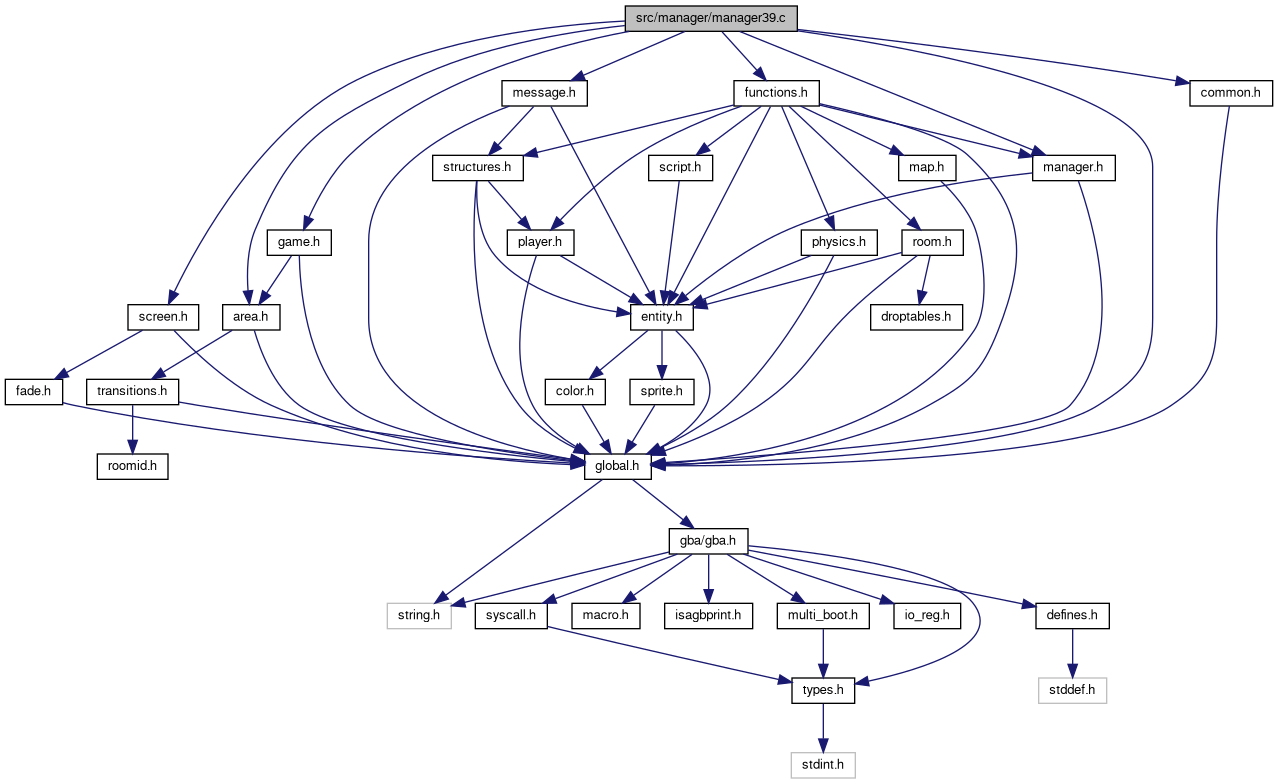 src/manager/manager39.c
message.h
functions.h
common.h
structures.h
script.h
map.h
manager.h
game.h
player.h
physics.h
room.h
screen.h
area.h
entity.h
droptables.h
fade.h
transitions.h
color.h
sprite.h
roomid.h
global.h
gba/gba.h
string.h
syscall.h
macro.h
isagbprint.h
multi_boot.h
io_reg.h
defines.h
types.h
stddef.h
stdint.h